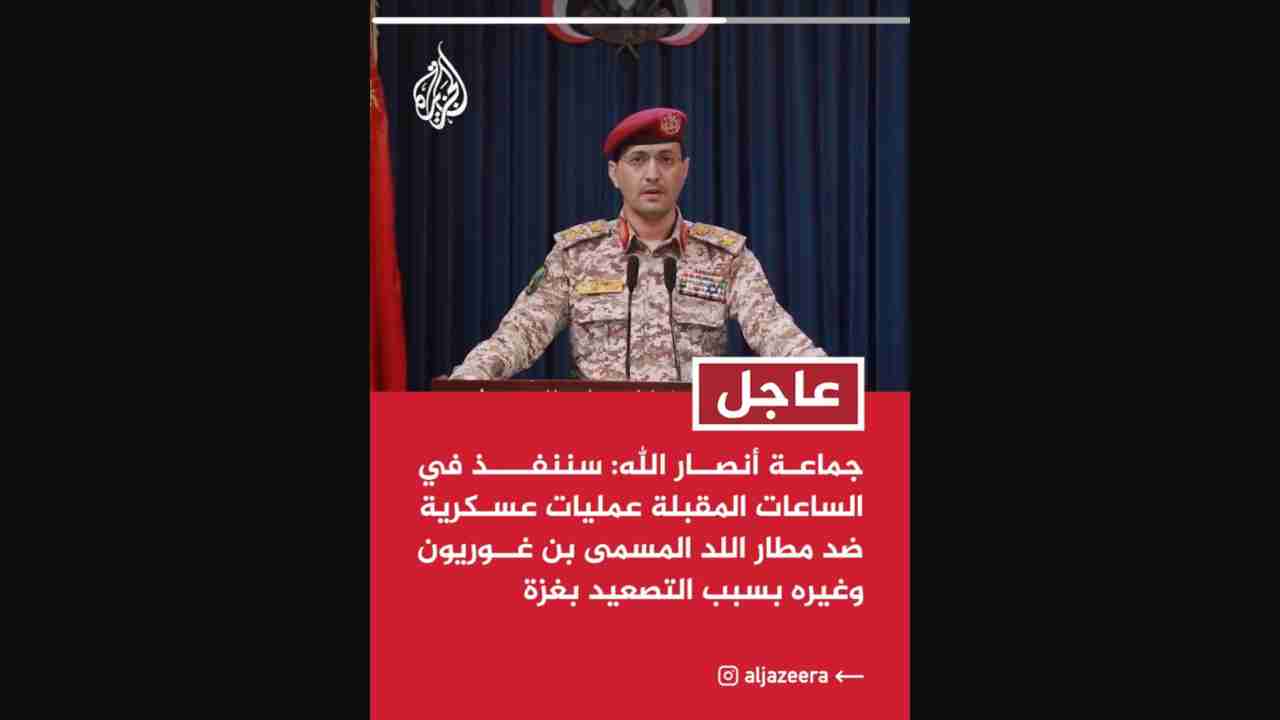 الجزيرة
عاجل
جماعة أنصار الله: سننفذ في
الساعات المقبلة عمليات عسكرية
ضد مطار اللد المسمى بن غوريون
وغيره بسبب التصعيد بغزة
aljazeera